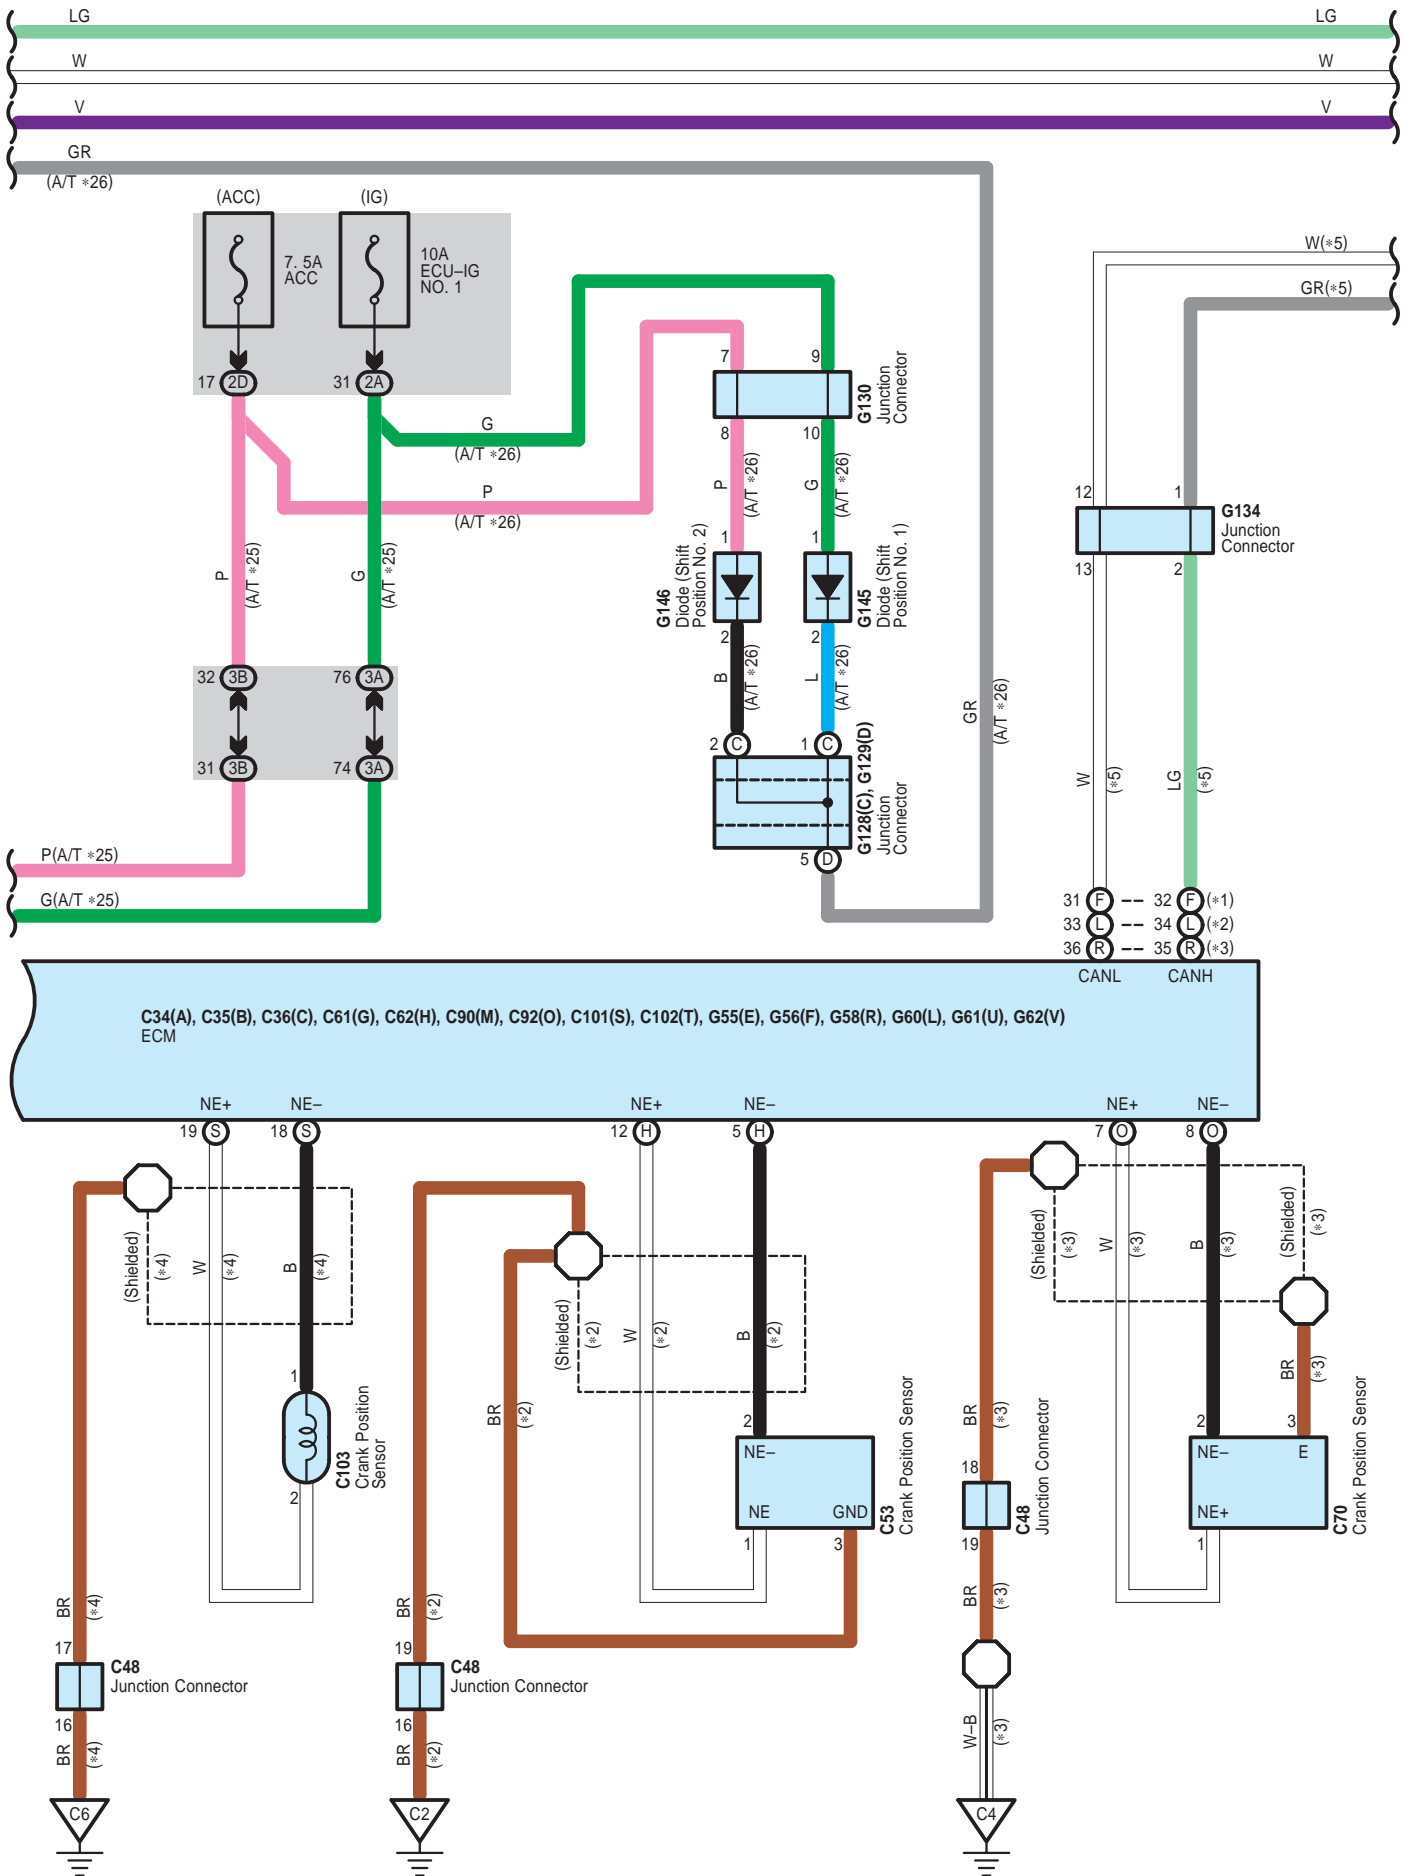 LG
LG
W
W
V
V
GR
(A/T ∗26)
(ACC)
(IG)
7. 5A
ACC
10A
ECU–IG
NO. 1
17
2D
31
2A
W(∗5)
GR(∗5)
G
(A/T ∗26)
P
(A/T ∗26)
7
9
G130
Junction
Connector
8
10
P
(A/T ∗26)
G
(A/T ∗26)
12
1
G134
Junction
Connector
13
2
P
(A/T ∗25)
G
(A/T ∗25)
1
1
G146
Diode (Shift
Position No. 2)
G145
Diode (Shift
Position No. 1)
2
2
B
(A/T ∗26)
L
(A/T ∗26)
32
3B
76
3A
31
3B
74
3A
GR
(A/T ∗26)
2
C
1
C
G128(C), G129(D)
Junction
Connector
5
D
W
(∗5)
LG
(∗5)
P(A/T ∗25)
G(A/T ∗25)
31 F 32 F (∗1)
33 L 34 L (∗2)
36 R 35 R (∗3)
CANL
CANH
C34(A), C35(B), C36(C), C61(G), C62(H), C90(M), C92(O), C101(S), C102(T), G55(E), G56(F), G58(R), G60(L), G61(U), G62(V)
ECM
NE+
NE–
NE+
NE–
NE+
NE–
19 S
18 S
12 H
5 H
7 O
8 O
(Shielded)
(∗4)
W
(∗4)
B
(∗4)
(Shielded)
(∗2)
W
(∗2)
B
(∗2)
(Shielded)
(∗3)
W
(∗3)
B
(∗3)
(Shielded)
(∗3)
BR
(∗3)
1
C103
Crank Position
Sensor
2
BR
(∗2)
2
NE–
NE
GND
1
3
C53
Crank Position Sensor
BR
(∗3)
18
C48
Junction Connector
19
BR
(∗3)
2
3
NE–
E
NE+
1
C70
Crank Position Sensor
BR
(∗4)
17
C48
Junction Connector
16
BR
(∗4)
C6
BR
(∗2)
19
C48
Junction Connector
16
BR
(∗2)
C2
W–B
(∗3)
C4